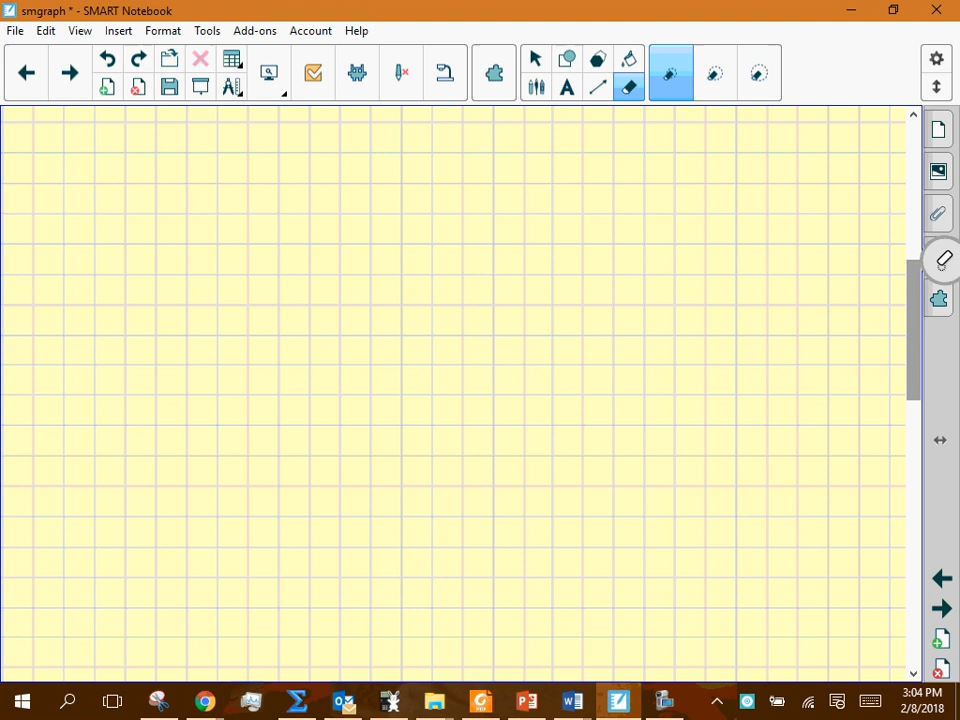 smgraph * - SMART Notebook
File Edit View Insert Format Tools Add-ons Account Help
3:04 PM
2/8/2018